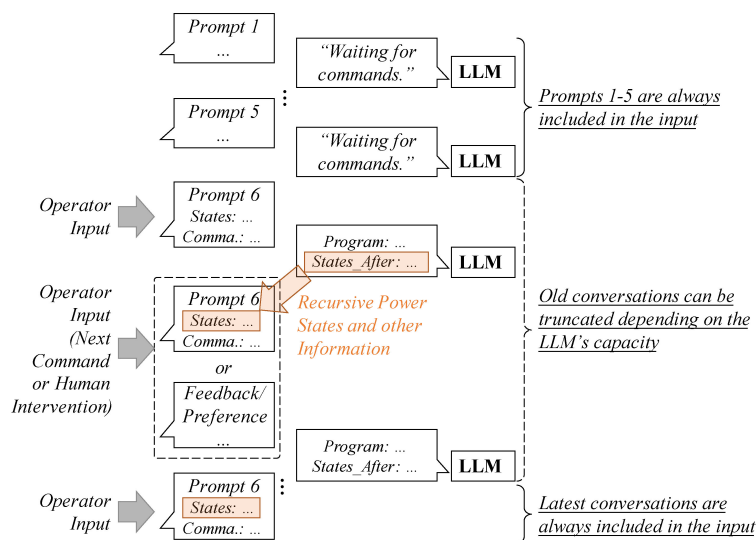 Prompt 1
...
“Waiting for
commands.”
LLM
Prompts 1-5 are always
included in the input
Prompt 5
...
“Waiting for
commands.”
LLM
Operator
Input
Prompt 6
States: ...
Comma.: ...
Program: ...
States_After: ...
LLM
Operator
Input
(Next
Command
or Human
Intervention)
Prompt 6
States: ...
Comma.: ...
or
Feedback/
Preference
...
Recursive Power
States and other
Information
Old conversations can be
truncated depending on the
LLM’s capacity
Program: ...
States_After: ...
LLM
Operator
Input
Prompt 6
States: ...
Comma.: ...
Latest conversations are
always included in the input